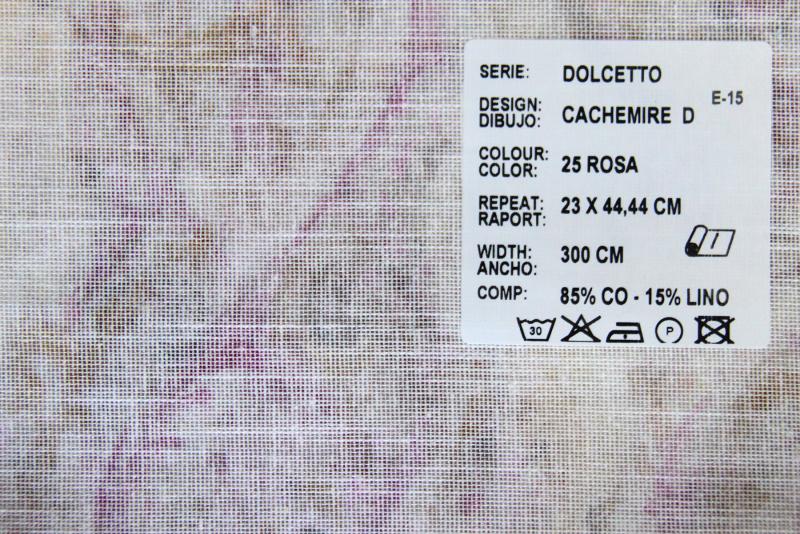 SERIE: DOLCETTO
E-15
DESIGN:
DIBUJO: CACHEMIRE D
COLOUR:
COLOR: 25 ROSA
REPEAT:
RAPORT: 23 X 44,44 CM
WIDTH:
ANCHO: 300 CM
COMP: 85% CO - 15% LINO
30 P